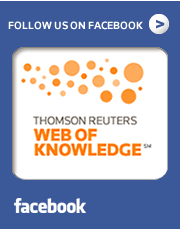 FOLLOW US ON FACEBOOK >
THOMSON REUTERS
WEB OF
KNOWLEDGE℠
facebook